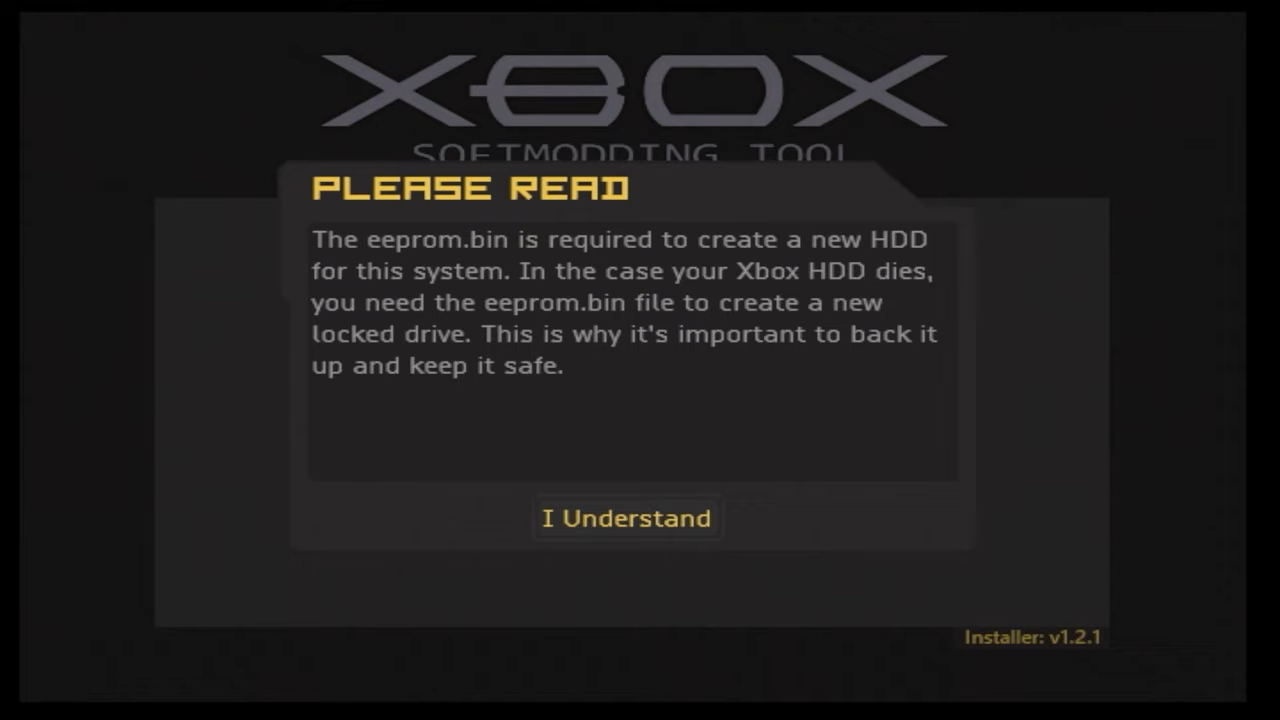 XBOX
SOFTMODDING TOOL
PLEASE READ
The eeprom.bin is required to create a new HDD
for this system. In the case your Xbox HDD dies,
you need the eeprom.bin file to create a new
locked drive. This is why it's important to back it
up and keep it safe.
I Understand
Installer: v1.2.1